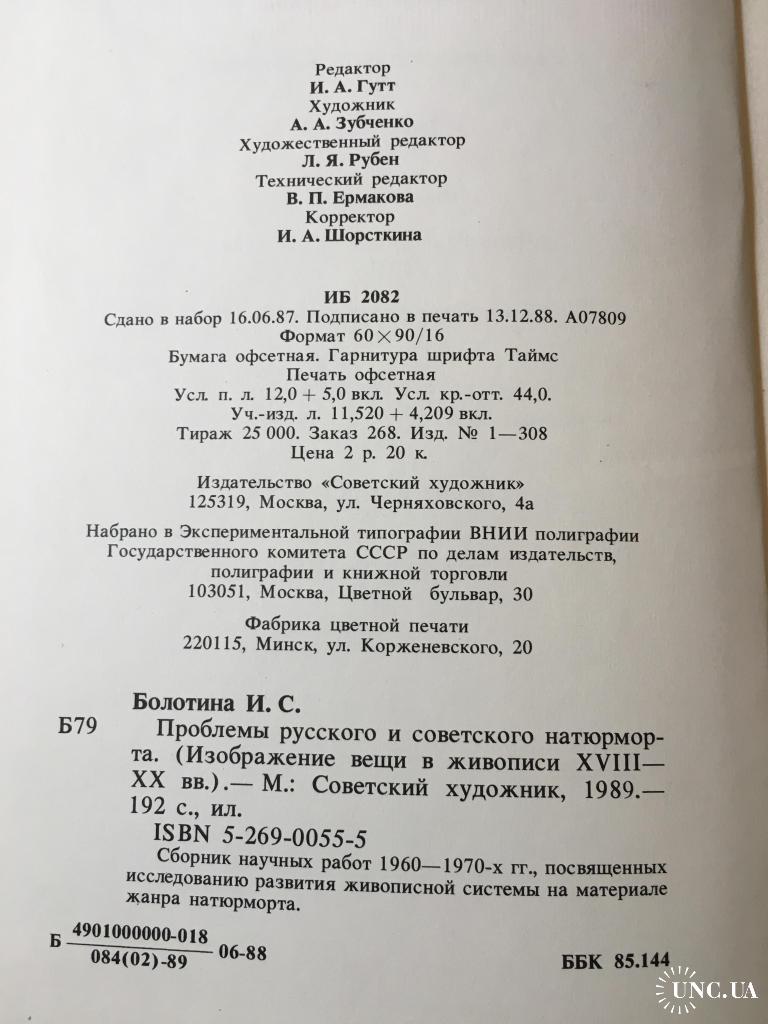 Редактор
И. А. Гутт
Художник
А. А. Зубченко
Художественный редактор
Л. Я. Рубен
Технический редактор
В. П. Ермакова
Корректор
И. А. Шорсткина
ИБ 2082
Сдано в набор 16.06.87. Подписано в печать 13.12.88. А07809
Формат 60×90/16
Бумага офсетная. Гарнитура шрифта Таймс
Печать офсетная
Усл. п. л. 12,0 + 5,0 вкл. Усл. кр.-отт. 44,0.
Уч.-изд. л. 11,520 + 4,209 вкл.
Тираж 25 000. Заказ 268. Изд. № 1—308
Цена 2 р. 20 к.
Издательство «Советский художник»
125319, Москва, ул. Черняховского, 4а
Набрано в Экспериментальной типографии ВНИИ полиграфии
Государственного комитета СССР по делам издательств,
полиграфии и книжной торговли
103051, Москва, Цветной бульвар, 30
Фабрика цветной печати
220115, Минск, ул. Корженевского, 20
Болотина И. С.
Б79 Проблемы русского и советского натюрмор-
та. (Изображение вещи в живописи XVIII—
XX вв.).— М.: Советский художник, 1989.—
192 с., ил.
ISBN 5-269-0055-5
Сборник научных работ 1960—1970-х гг., посвященных
исследованию развития живописной системы на материале
жанра натюрморта.
Б 4901000000-018 06-88
084(02)-89
ББК 85.144
UNC.UA